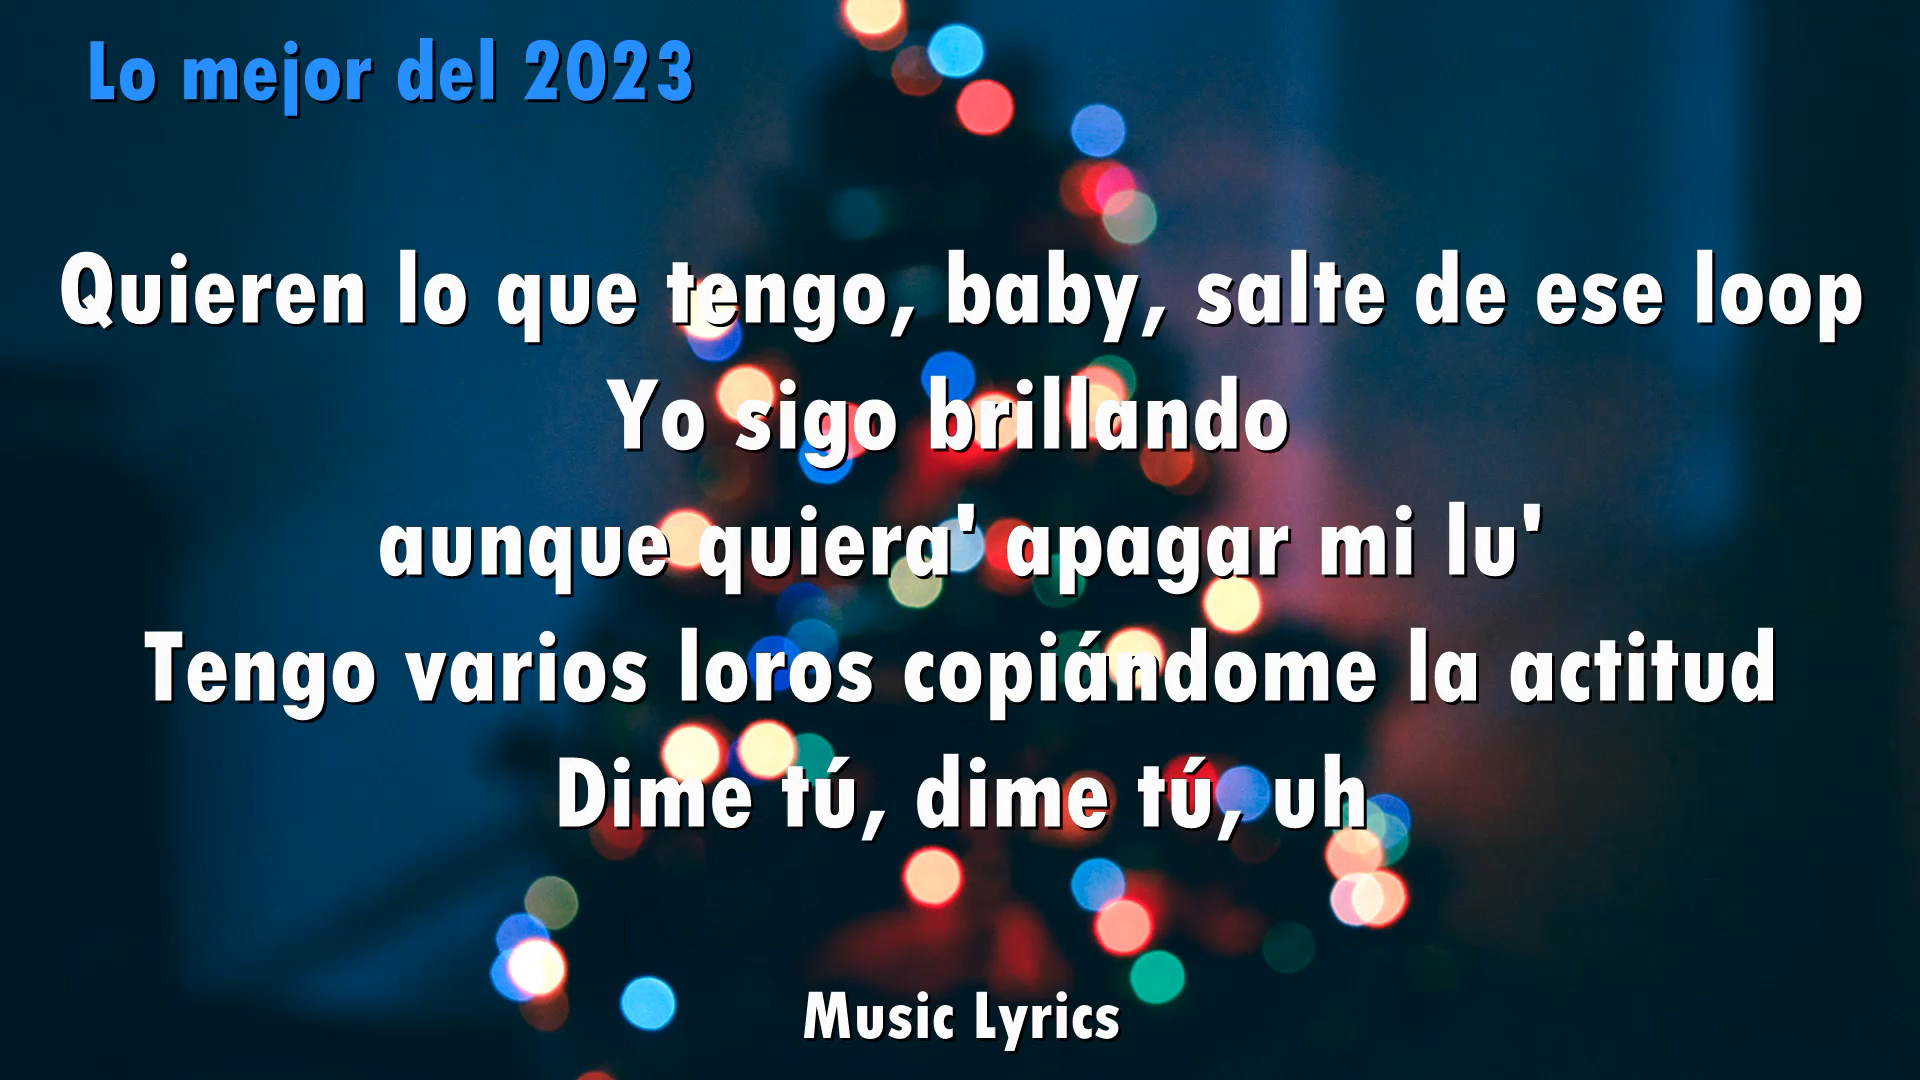 Lo mejor del 2023
Quieren lo que tengo, baby, salte de ese loop
Yo sigo brillando
aunque quiera' apagar mi lu'
Tengo varios loros copiándome la actitud
Dime tú, dime tú, uh
Music Lyrics